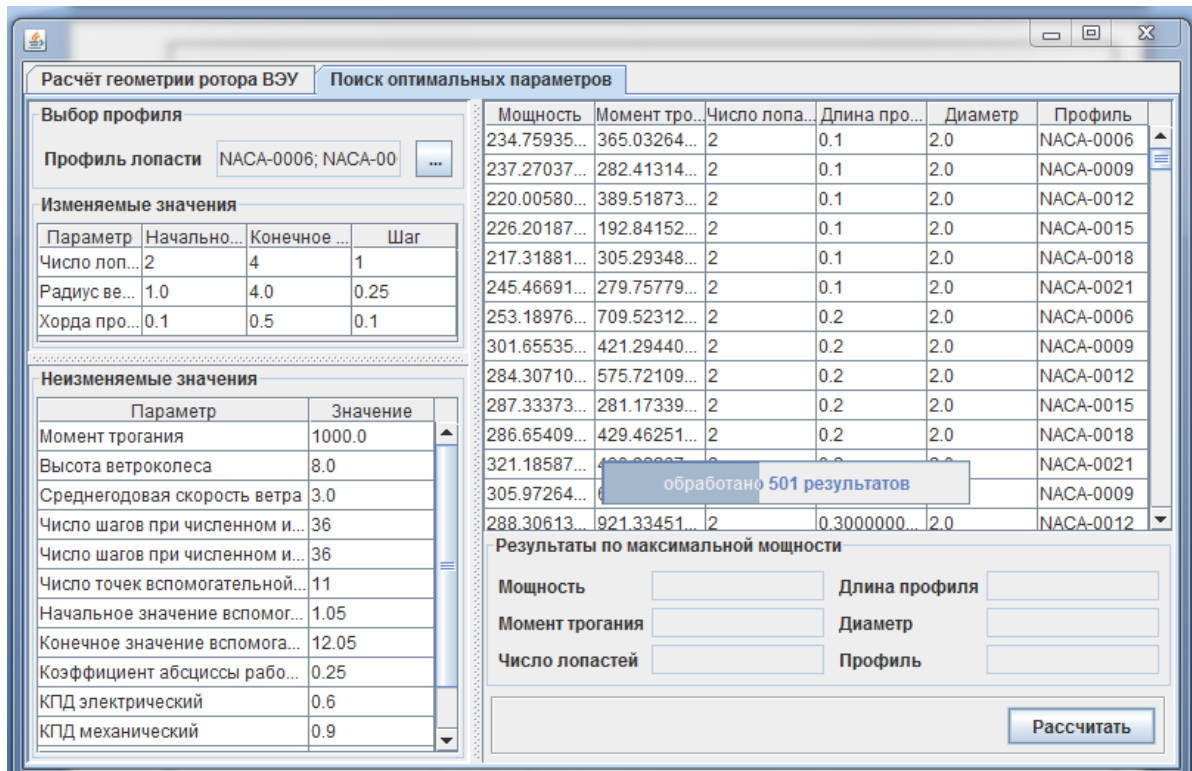 Расчёт геометрии ротора ВЭУ Поиск оптимальных параметров
Выбор профиля
Профиль лопасти NACA-0006; NACA-00 ...
Изменяемые значения
Параметр Начально... Конечное ... Шаг
Число лоп... 2 4 1
Радиус ве... 1.0 4.0 0.25
Хорда про... 0.1 0.5 0.1
Неизменяемые значения
Параметр Значение
Момент трогания 1000.0
Высота ветроколеса 8.0
Среднегодовая скорость ветра 3.0
Число шагов при численном и... 36
Число шагов при численном и... 36
Число точек вспомогательной... 11
Начальное значение вспомог... 1.05
Конечное значение вспомога... 12.05
Коэффициент абсциссы рабо... 0.25
КПД электрический 0.6
КПД механический 0.9
Мощность Момент тро... Число лопа... Длина про... Диаметр Профиль
234.75935... 365.03264... 2 0.1 2.0 NACA-0006
237.27037... 282.41314... 2 0.1 2.0 NACA-0009
220.00580... 389.51873... 2 0.1 2.0 NACA-0012
226.20187... 192.84152... 2 0.1 2.0 NACA-0015
217.31881... 305.29348... 2 0.1 2.0 NACA-0018
245.46691... 279.75779... 2 0.1 2.0 NACA-0021
253.18976... 709.52312... 2 0.2 2.0 NACA-0006
301.65535... 421.29440... 2 0.2 2.0 NACA-0009
284.30710... 575.72109... 2 0.2 2.0 NACA-0012
287.33373... 281.17339... 2 0.2 2.0 NACA-0015
286.65409... 429.46251... 2 0.2 2.0 NACA-0018
321.18587... NACA-0021
305.97264... NACA-0009
обработано 501 результатов
288.30613... 921.33451... 2 0.3000000... 2.0 NACA-0012
Результаты по максимальной мощности
Мощность Длина профиля
Момент трогания Диаметр
Число лопастей Профиль
Рассчитать